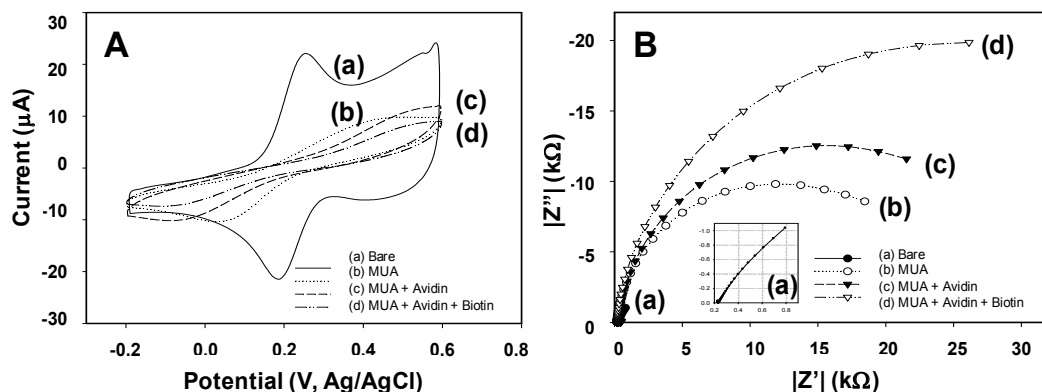 A
30
20
10
0
-10
-20
-30
Current (µA)
(a)
(b)
(c)
(d)
(a) Bare
(b) MUA
(c) MUA + Avidin
(d) MUA + Avidin + Biotin
-0.2 0.0 0.2 0.4 0.6 0.8
Potential (V, Ag/AgCl)
B
-20
-15
-10
-5
0
|Z''| (kΩ)
(d)
(c)
(b)
(a)
-1.0
-0.8
-0.6
-0.4
-0.2
0.0
0.2 0.4 0.6 0.8
(a)
(a) Bare
(b) MUA
(c) MUA + Avidin
(d) MUA + Avidin + Biotin
0 5 10 15 20 25 30
|Z'| (kΩ)